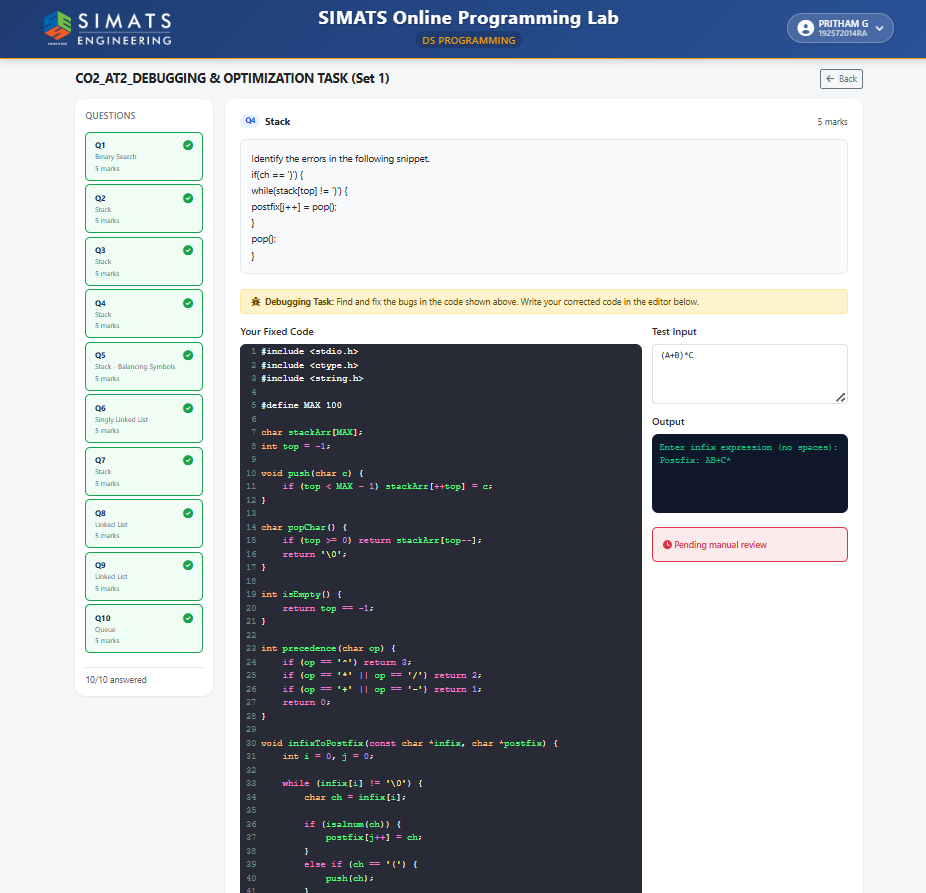 SIMATS
ENGINEERING
SIMATS Online Programming Lab
DS PROGRAMMING
PRITHAM G
192572014RA
CO2_AT2_DEBUGGING & OPTIMIZATION TASK (Set 1)
← Back
QUESTIONS
Q1
Binary Search
5 marks
Q2
Stack
5 marks
Q3
Stack
5 marks
Q4
Stack
5 marks
Q5
Stack - Balancing Symbols
5 marks
Q6
Singly Linked List
5 marks
Q7
Stack
5 marks
Q8
Linked List
5 marks
Q9
Linked List
5 marks
Q10
Queue
5 marks
10/10 answered
Q4 Stack
5 marks
Identify the errors in the following snippet.
if(ch == ')') {
while(stack[top] != ')') {
postfix[j++] = pop();
}
pop();
}
Debugging Task: Find and fix the bugs in the code shown above. Write your corrected code in the editor below.
Your Fixed Code
1 #include <stdio.h>
2 #include <ctype.h>
3 #include <string.h>
4
5 #define MAX 100
6
7 char stackArr[MAX];
8 int top = -1;
9
10 void push(char c) {
11 if (top < MAX - 1) stackArr[++top] = c;
12 }
13
14 char popChar() {
15 if (top >= 0) return stackArr[top--];
16 return '\0';
17 }
18
19 int isEmpty() {
20 return top == -1;
21 }
22
23 int precedence(char op) {
24 if (op == '^') return 3;
25 if (op == '*' || op == '/') return 2;
26 if (op == '+' || op == '-') return 1;
27 return 0;
28 }
29
30 void infixToPostfix(const char *infix, char *postfix) {
31 int i = 0, j = 0;
32
33 while (infix[i] != '\0') {
34 char ch = infix[i];
35
36 if (isalnum(ch)) {
37 postfix[j++] = ch;
38 }
39 else if (ch == '(') {
40 push(ch);
41 }
Test Input
(A+B)*C
Output
Enter infix expression (no spaces):
Postfix: AB+C*
Pending manual review